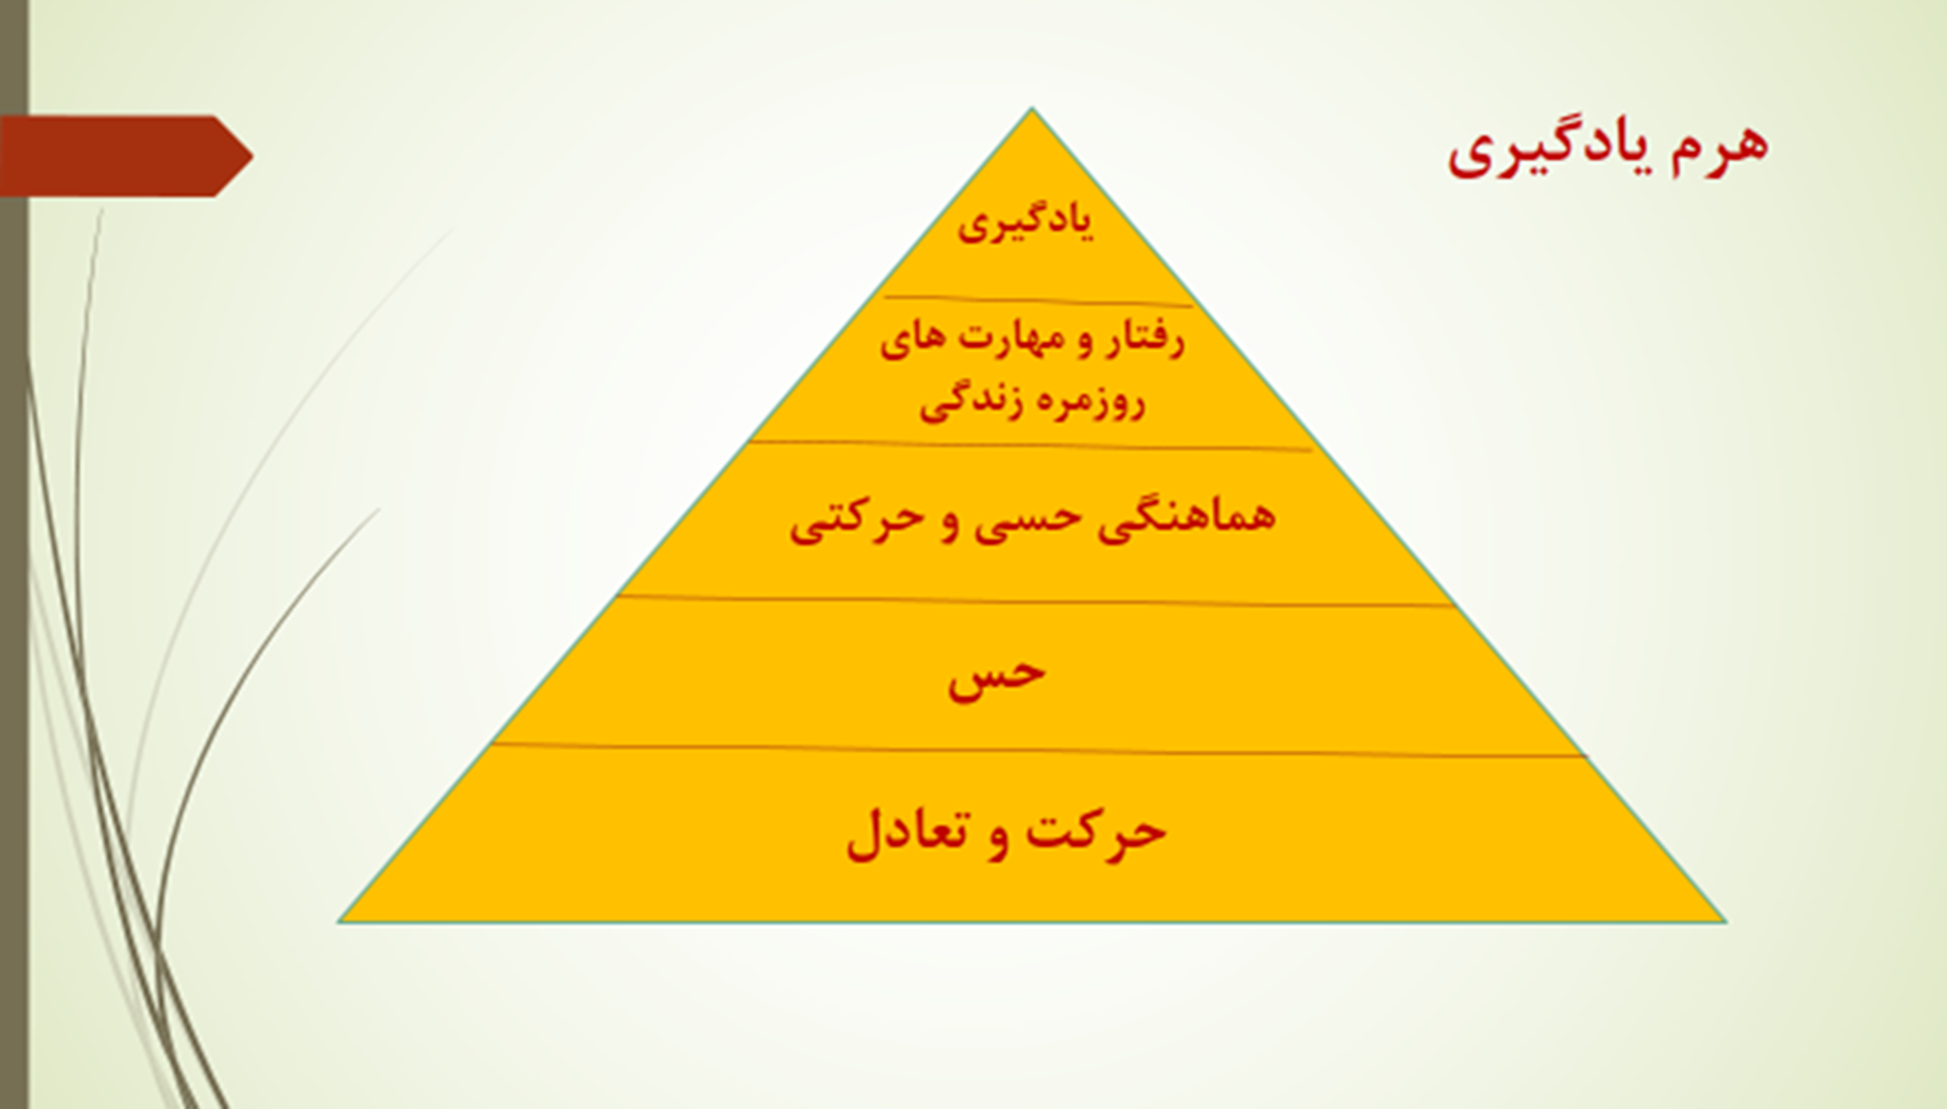 هرم یادگیری
یادگیری
رفتار و مهارت های
روزمره زندگی
هماهنگی حسی و حرکتی
حس
حرکت و تعادل